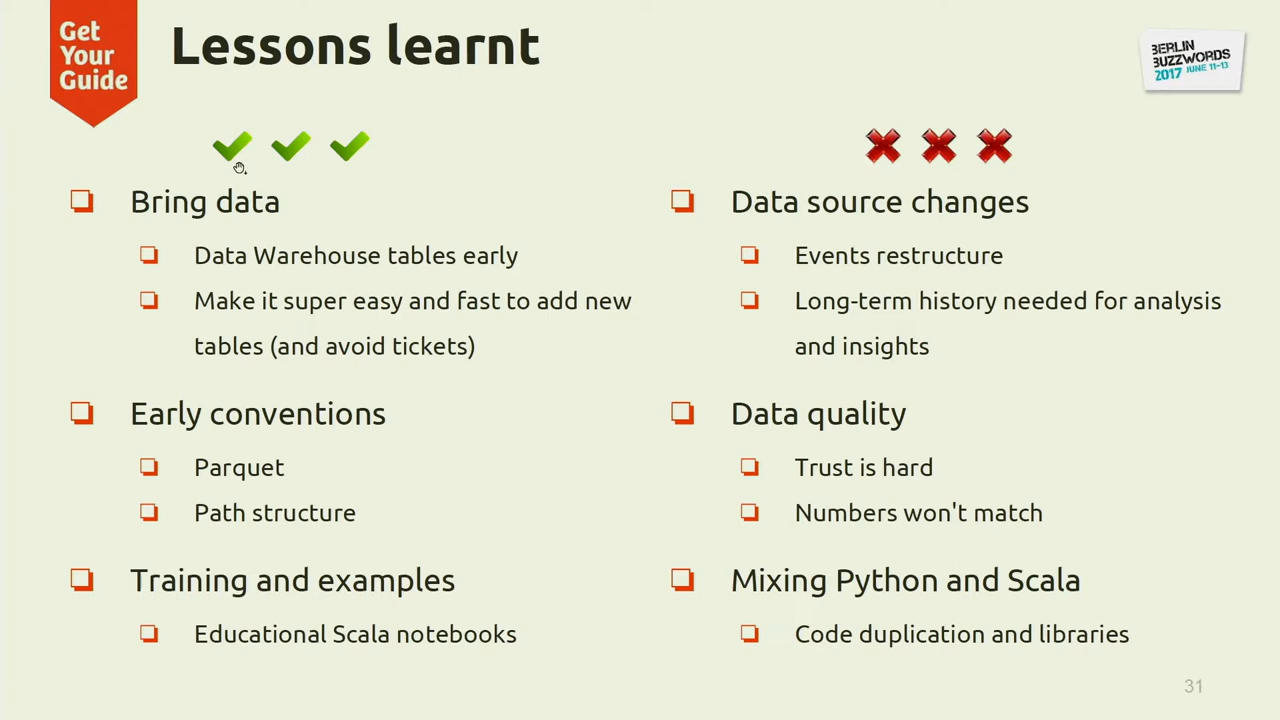 Get
Your
Guide
Lessons learnt
BERLIN
BUZZWORDS
2017 JUNE 11-13
Bring data
Data Warehouse tables early
Make it super easy and fast to add new
tables (and avoid tickets)
Early conventions
Parquet
Path structure
Training and examples
Educational Scala notebooks
Data source changes
Events restructure
Long-term history needed for analysis
and insights
Data quality
Trust is hard
Numbers won't match
Mixing Python and Scala
Code duplication and libraries
31